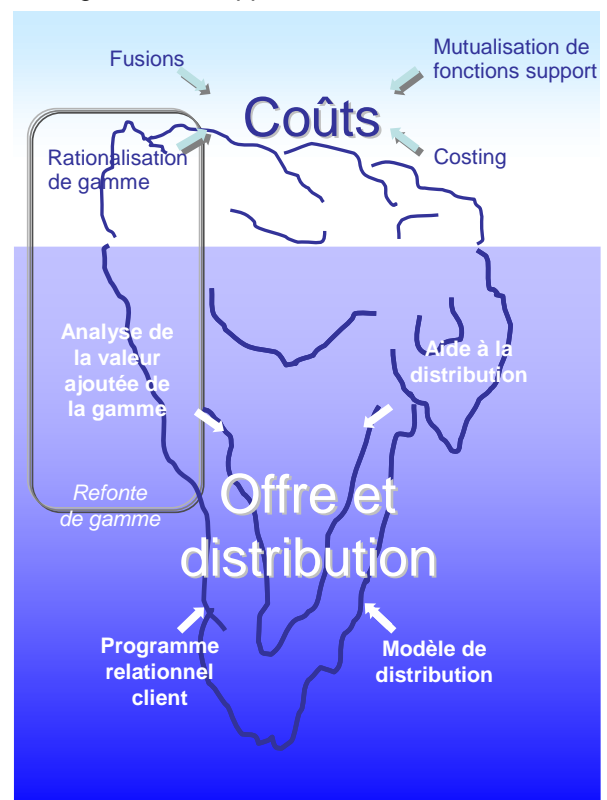 Fusions
Mutualisation de
fonctions support
Coûts
Rationalisation
de gamme
Costing
Analyse de
la valeur
ajoutée de
la gamme
Aide à la
distribution
Refonte
de gamme
Offre et
distribution
Programme
relationnel
client
Modèle de
distribution